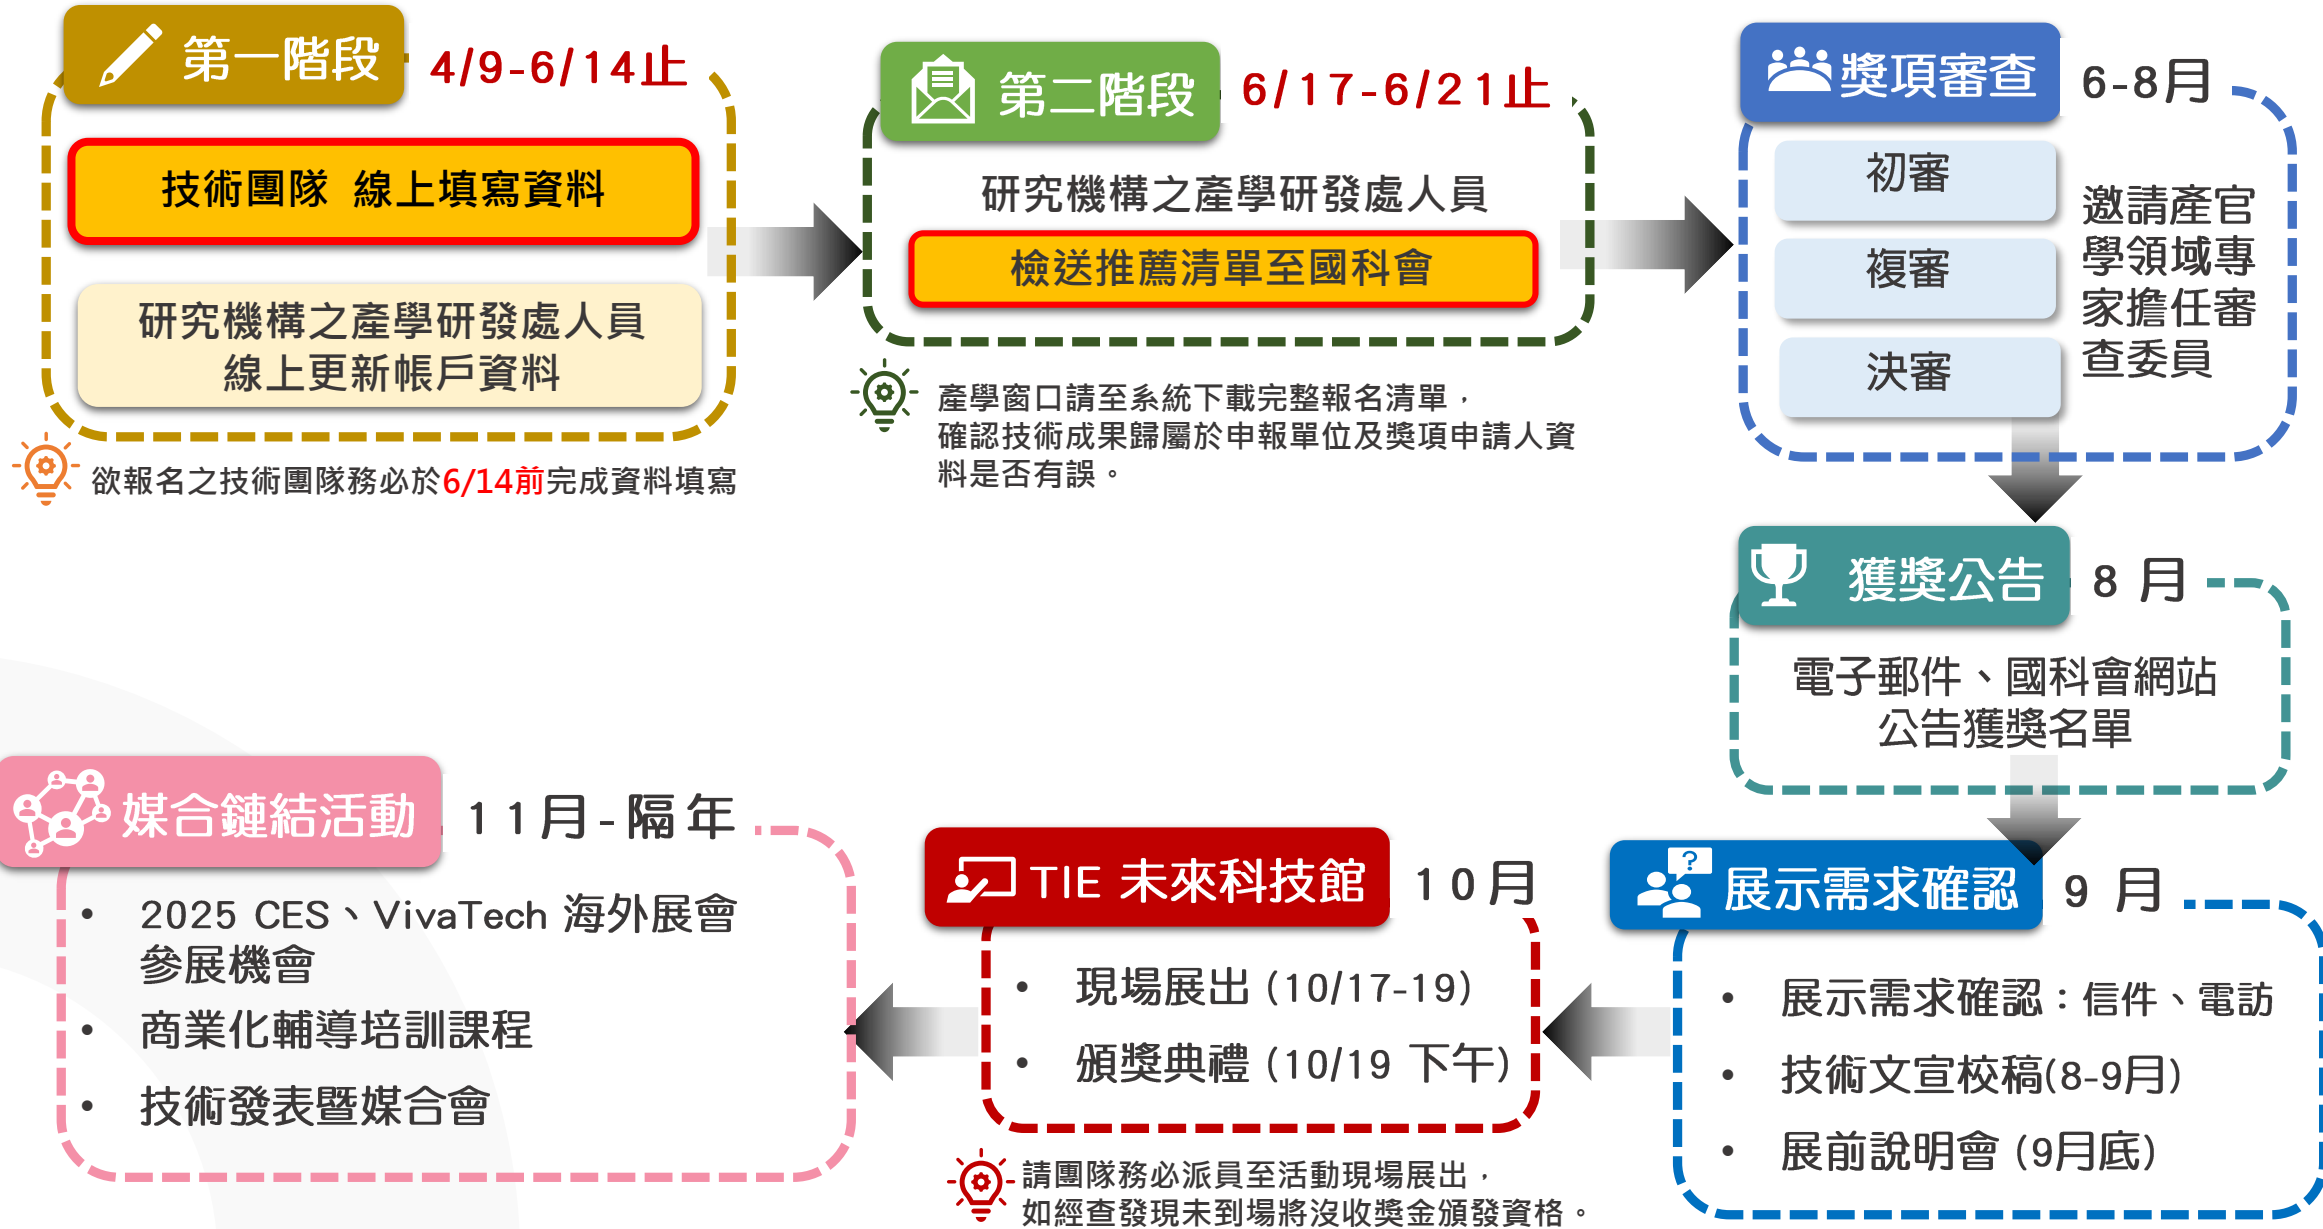 第一階段
4/9-6/14止
技術團隊 線上填寫資料
研究機構之產學研發處人員
線上更新帳戶資料
欲報名之技術團隊務必於6/14前完成資料填寫
第二階段
6/17-6/21止
研究機構之產學研發處人員
檢送推薦清單至國科會
產學窗口請至系統下載完整報名清單，
確認技術成果歸屬於申報單位及獎項申請人資
料是否有誤。
獎項審查
6-8月
初審
複審
決審
邀請產官
學領域專
家擔任審
查委員
獲獎公告
8 月
電子郵件、國科會網站
公告獲獎名單
?
展示需求確認
9 月
• 展示需求確認：信件、電訪
• 技術文宣校稿(8-9月)
• 展前說明會 (9月底)
TIE 未來科技館
10月
• 現場展出 (10/17-19)
• 頒獎典禮 (10/19 下午)
請團隊務必派員至活動現場展出，
如經查發現未到場將沒收獎金頒發資格。
媒合鏈結活動
11月-隔年
• 2025 CES、VivaTech 海外展會
參展機會
• 商業化輔導培訓課程
• 技術發表暨媒合會